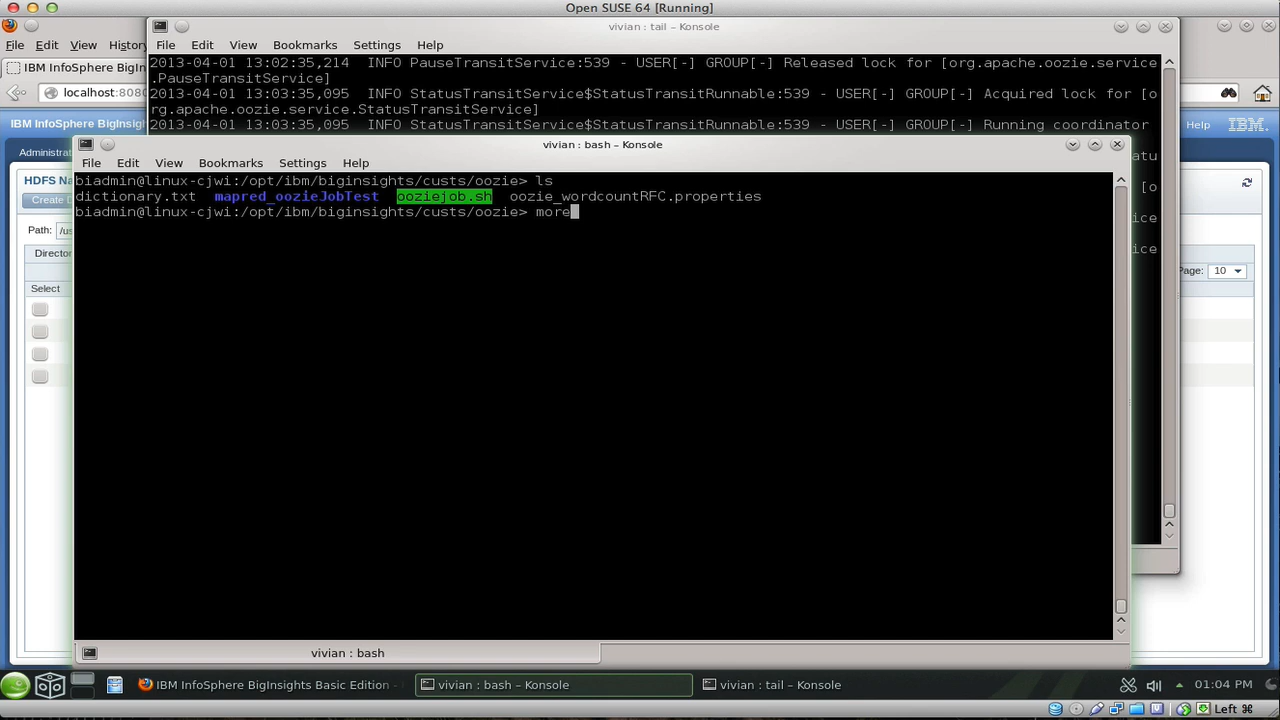 Open SUSE 64 [Running]
vivian : tail – Konsole
File Edit View History
File Edit View Bookmarks Settings Help
IBM InfoSphere BigIn
localhost:8080
IBM InfoSphere BigInsights
Help IBM.
Administrat
HDFS Na
Create D
Path: /us
Director
Page: 10
Select
2013-04-01 13:02:35,214 INFO PauseTransitService:539 - USER[-] GROUP[-] Released lock for [org.apache.oozie.service
.PauseTransitService]
2013-04-01 13:03:35,095 INFO StatusTransitService$StatusTransitRunnable:539 - USER[-] GROUP[-] Acquired lock for [o
rg.apache.oozie.service.StatusTransitService]
2013-04-01 13:03:35,095 INFO StatusTransitService$StatusTransitRunnable:539 - USER[-] GROUP[-] Running coordinator
atu
[o
ice
ice
vivian : bash – Konsole
File Edit View Bookmarks Settings Help
biadmin@linux-cjwi:/opt/ibm/biginsights/custs/oozie> ls
dictionary.txt mapred_oozieJobTest ooziejob.sh oozie_wordcountRFC.properties
biadmin@linux-cjwi:/opt/ibm/biginsights/custs/oozie> more
vivian : bash
IBM InfoSphere BigInsights Basic Edition - vivian : bash – Konsole vivian : tail – Konsole 01:04 PM
Left ⌘